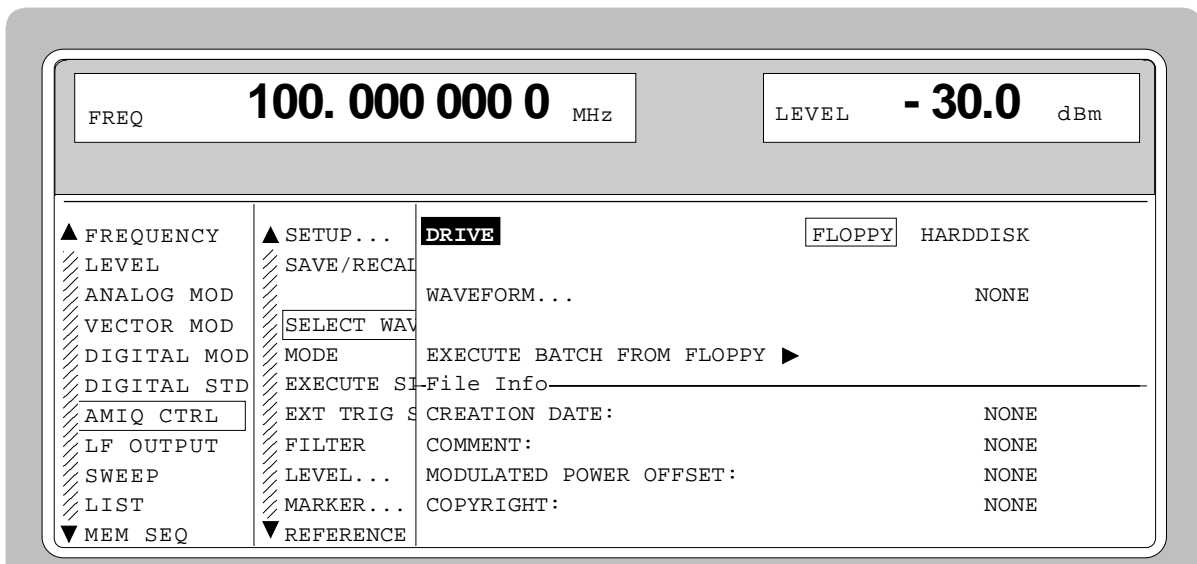 FREQ 100. 000 000 0 MHz
LEVEL - 30.0 dBm
FREQUENCY
LEVEL
ANALOG MOD
VECTOR MOD
DIGITAL MOD
DIGITAL STD
AMIQ CTRL
LF OUTPUT
SWEEP
LIST
MEM SEQ
SETUP...
SAVE/RECAL
SELECT WAV
MODE
EXECUTE SI
EXT TRIG S
FILTER
LEVEL...
MARKER...
REFERENCE
DRIVE FLOPPY HARDDISK
WAVEFORM... NONE
EXECUTE BATCH FROM FLOPPY
File Info
CREATION DATE: NONE
COMMENT: NONE
MODULATED POWER OFFSET: NONE
COPYRIGHT: NONE